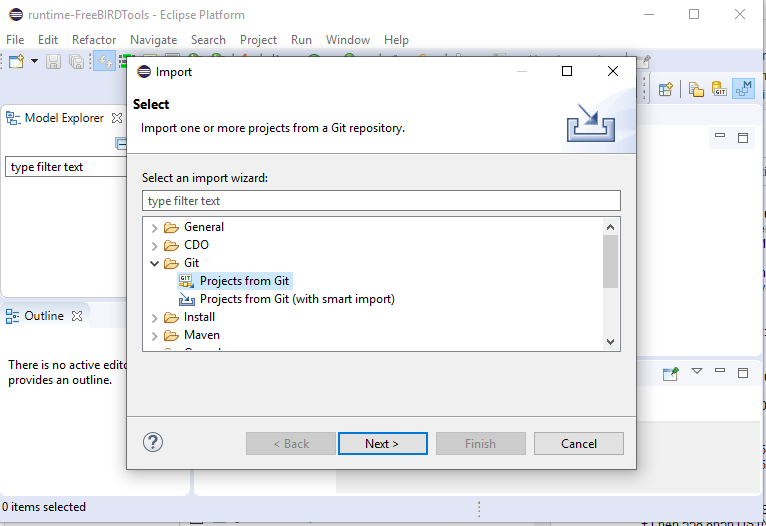 runtime-FreeBIRDTools - Eclipse Platform
File Edit Refactor Navigate Search Project Run Window Help
Import
Select
Import one or more projects from a Git repository.
Model Explorer
type filter text
Select an import wizard:
type filter text
General
CDO
Git
Projects from Git
Projects from Git (with smart import)
Install
Maven
Outline
There is no active edito
provides an outline.
< Back Next > Finish Cancel
0 items selected